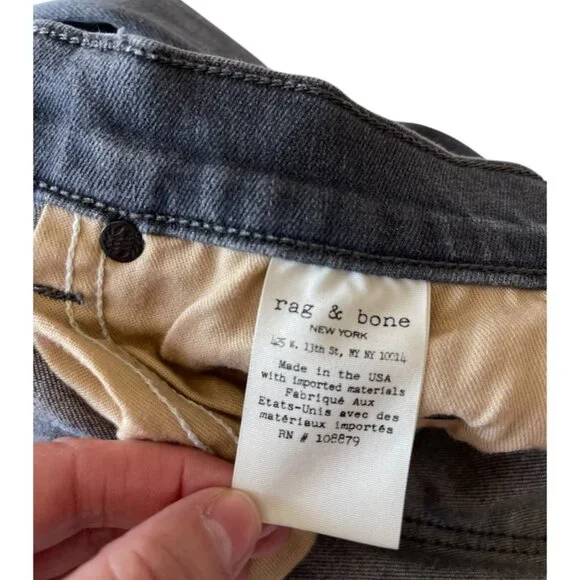 rag & bone
NEW YORK
425 W. 13th St, NY NY 10014
Made in the USA
with imported materials
Fabriqué Aux
Etats-Unis avec des
matériaux importés
RN # 108879